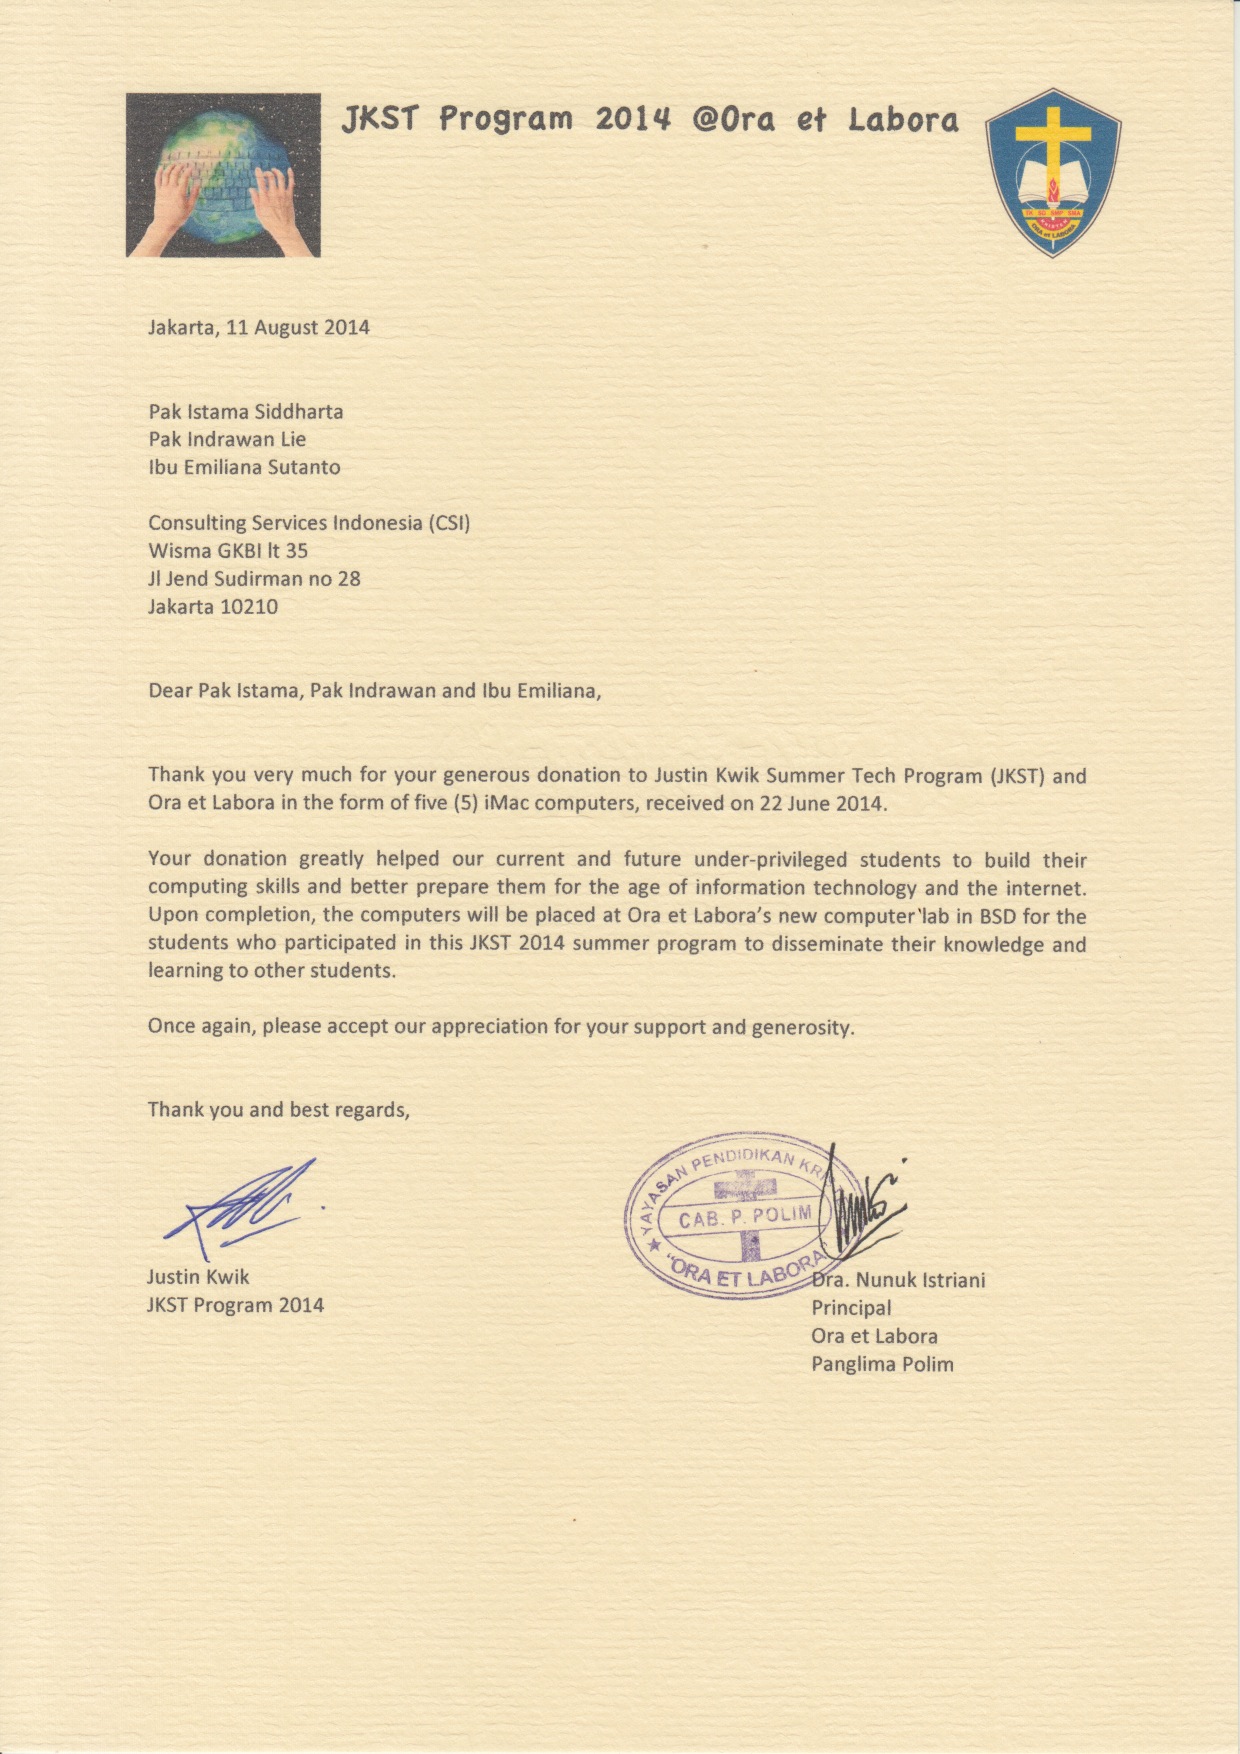 JKST Program 2014 @Ora et Labora
TK SD SMP SMA
KRISTEN
ORA et LABORA
Jakarta, 11 August 2014
Pak Istama Siddharta
Pak Indrawan Lie
Ibu Emiliana Sutanto
Consulting Services Indonesia (CSI)
Wisma GKBI lt 35
Jl Jend Sudirman no 28
Jakarta 10210
Dear Pak Istama, Pak Indrawan and Ibu Emiliana,
Thank you very much for your generous donation to Justin Kwik Summer Tech Program (JKST) and
Ora et Labora in the form of five (5) iMac computers, received on 22 June 2014.
Your donation greatly helped our current and future under-privileged students to build their
computing skills and better prepare them for the age of information technology and the internet.
Upon completion, the computers will be placed at Ora et Labora’s new computer lab in BSD for the
students who participated in this JKST 2014 summer program to disseminate their knowledge and
learning to other students.
Once again, please accept our appreciation for your support and generosity.
Thank you and best regards,
YAYASAN PENDIDIKAN KRI
CAB. P. POLIM
"ORA ET LABORA"
Justin Kwik
JKST Program 2014
Dra. Nunuk Istriani
Principal
Ora et Labora
Panglima Polim